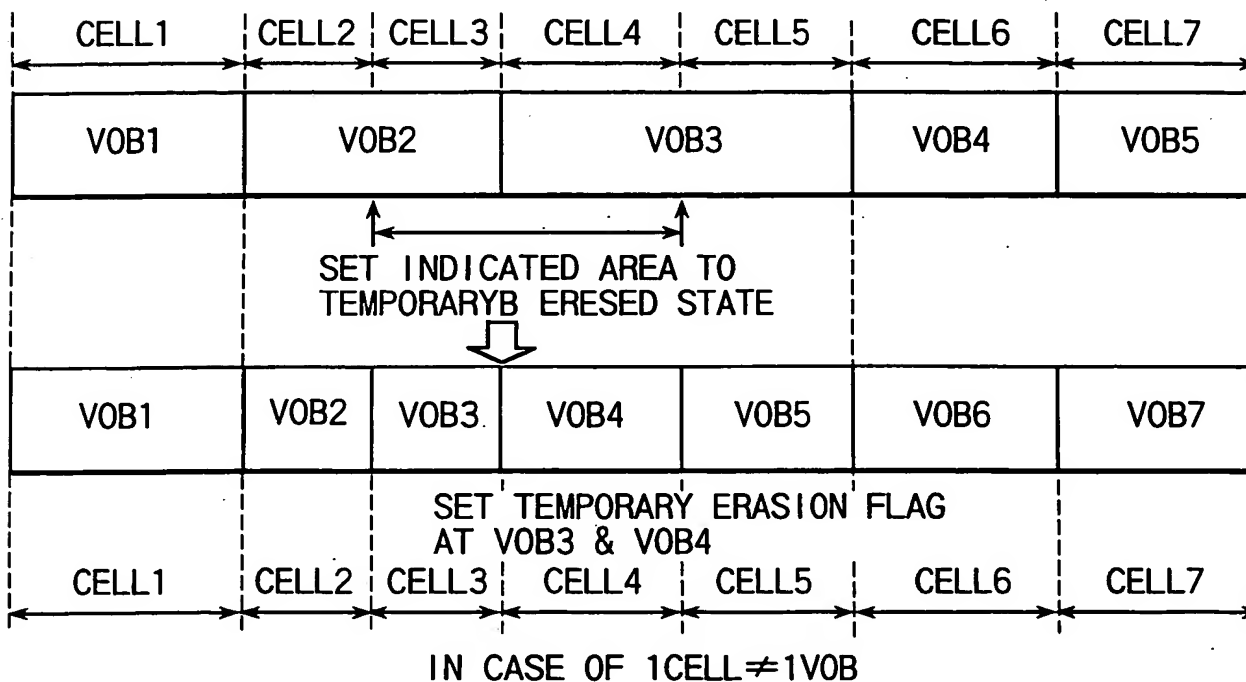 CELL1 CELL2 CELL3 CELL4 CELL5 CELL6 CELL7
VOB1 VOB2 VOB3 VOB4 VOB5
SET INDICATED AREA TO
TEMPORARYB ERESED STATE
VOB1 VOB2 VOB3 VOB4 VOB5 VOB6 VOB7
SET TEMPORARY ERASION FLAG
AT VOB3 & VOB4
CELL1 CELL2 CELL3 CELL4 CELL5 CELL6 CELL7
IN CASE OF 1CELL≠1VOB